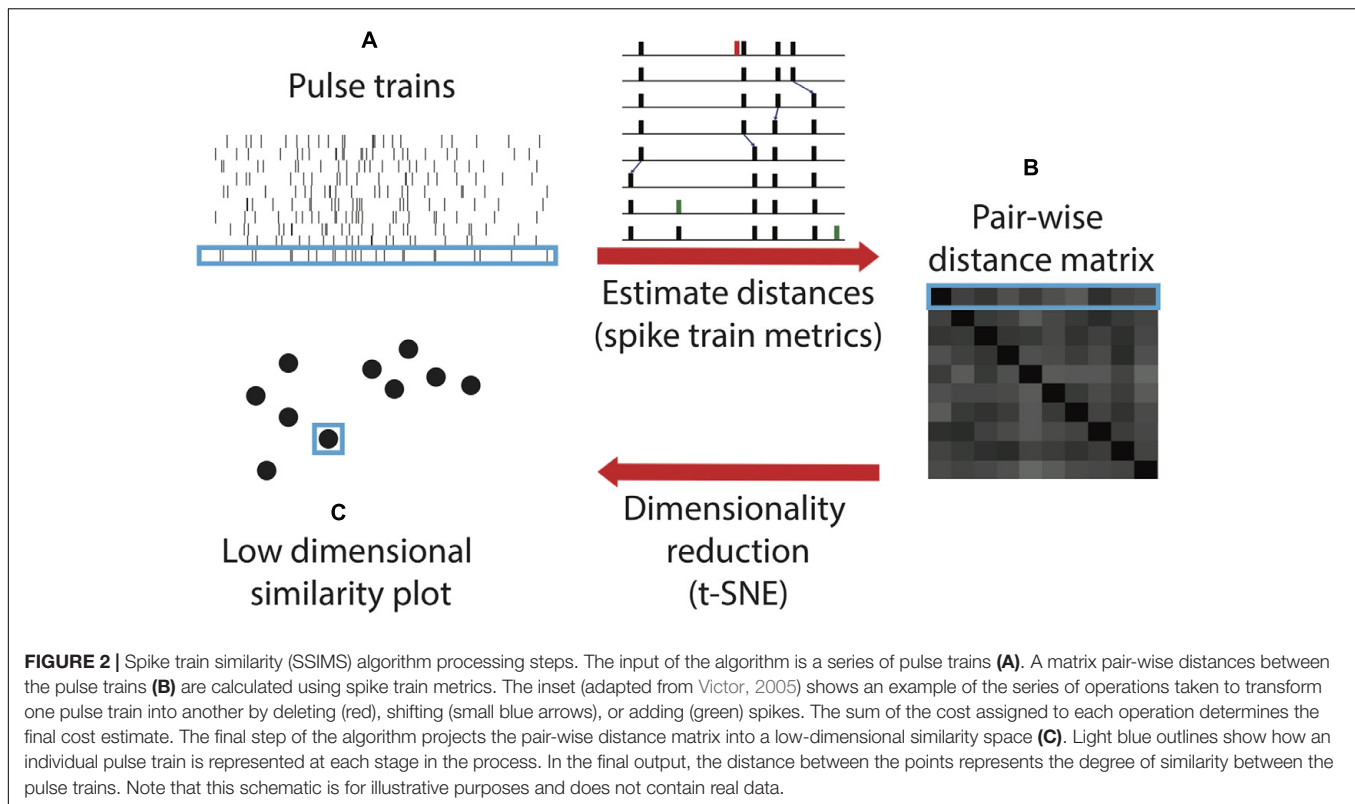 A
Pulse trains
Estimate distances
(spike train metrics)
B
Pair-wise
distance matrix
Dimensionality
reduction
(t-SNE)
C
Low dimensional
similarity plot
FIGURE 2 | Spike train similarity (SSIMS) algorithm processing steps. The input of the algorithm is a series of pulse trains (A). A matrix pair-wise distances between
the pulse trains (B) are calculated using spike train metrics. The inset (adapted from Victor, 2005) shows an example of the series of operations taken to transform
one pulse train into another by deleting (red), shifting (small blue arrows), or adding (green) spikes. The sum of the cost assigned to each operation determines the
final cost estimate. The final step of the algorithm projects the pair-wise distance matrix into a low-dimensional similarity space (C). Light blue outlines show how an
individual pulse train is represented at each stage in the process. In the final output, the distance between the points represents the degree of similarity between the
pulse trains. Note that this schematic is for illustrative purposes and does not contain real data.